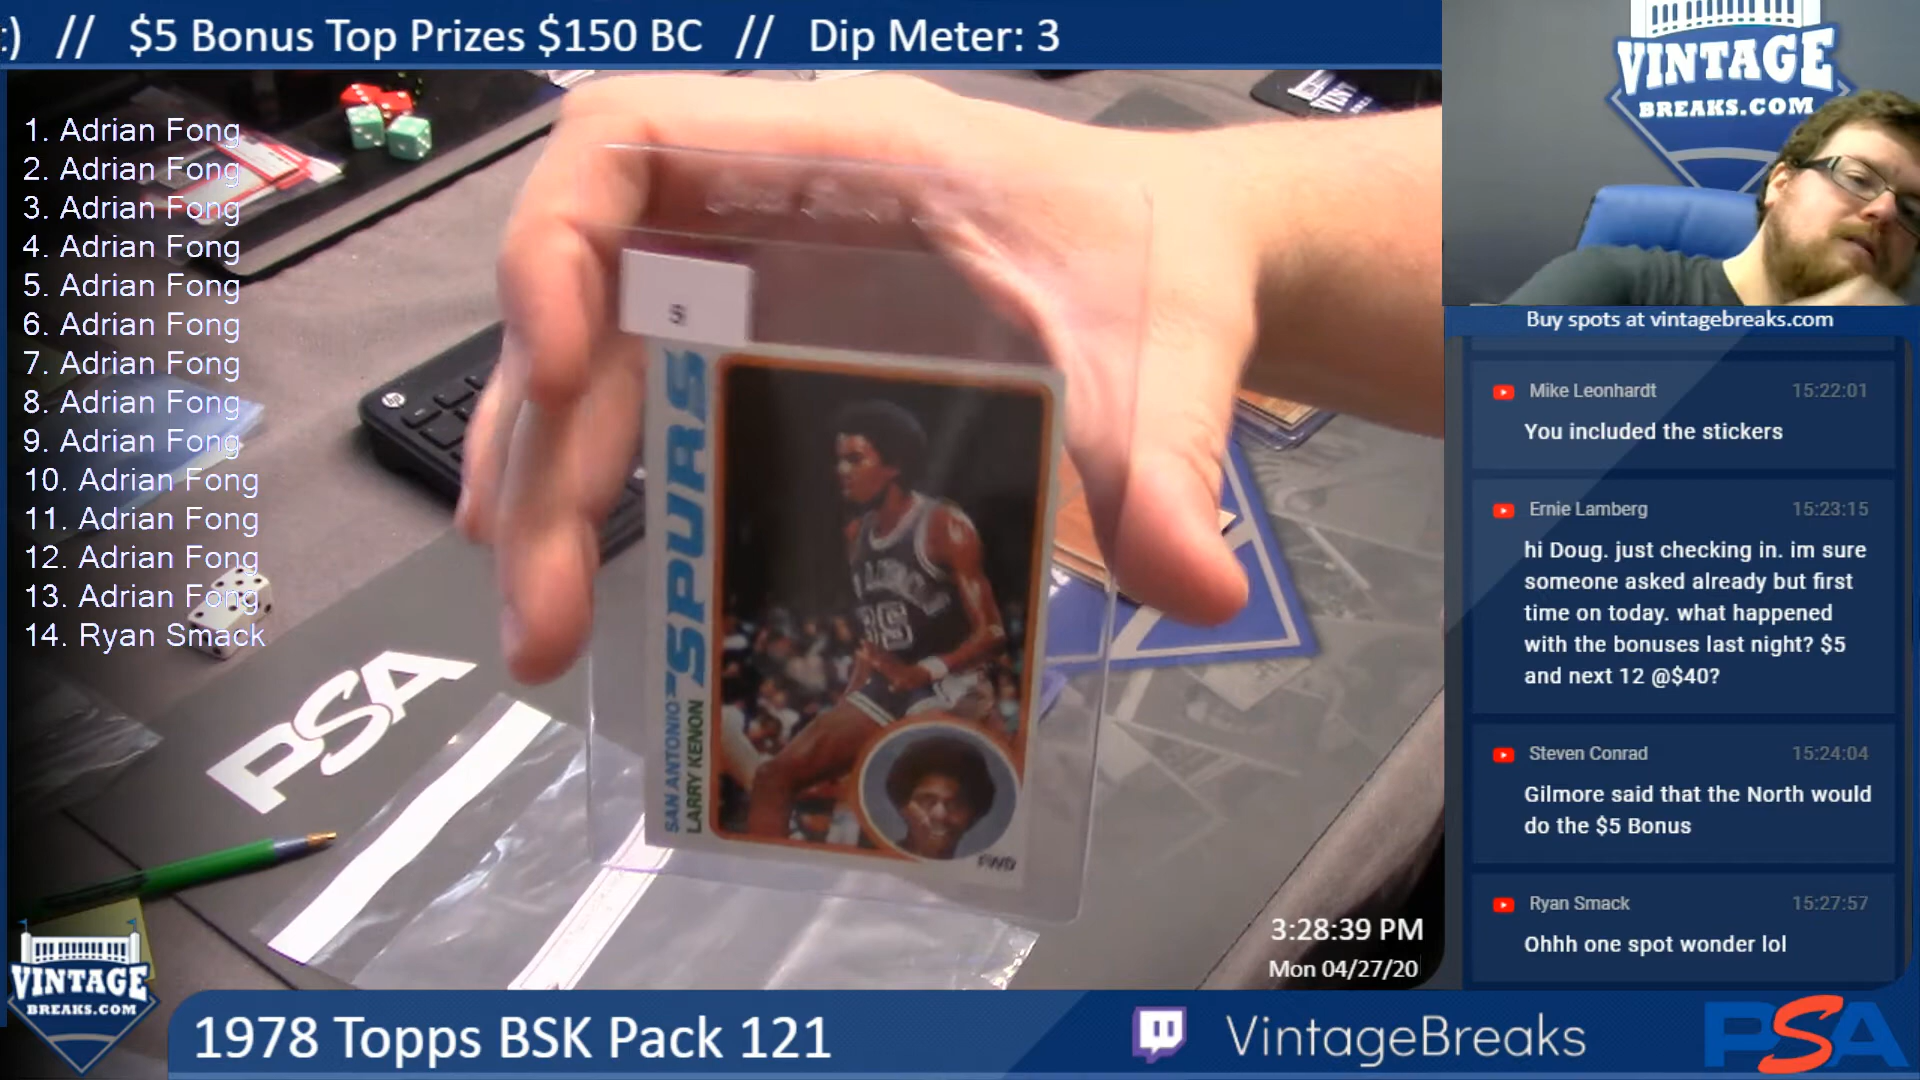 :) // $5 Bonus Top Prizes $150 BC // Dip Meter: 3
1. Adrian Fong
2. Adrian Fong
3. Adrian Fong
4. Adrian Fong
5. Adrian Fong
6. Adrian Fong
7. Adrian Fong
8. Adrian Fong
9. Adrian Fong
10. Adrian Fong
11. Adrian Fong
12. Adrian Fong
13. Adrian Fong
14. Ryan Smack
hp
PSA
SPURS
SAN ANTONIO
LARRY KENON
35
FWD
VINTAGE
BREAKS.COM
Buy spots at vintagebreaks.com
Mike Leonhardt 15:22:01
You included the stickers
Ernie Lamberg 15:23:15
hi Doug. just checking in. im sure
someone asked already but first
time on today. what happened
with the bonuses last night? $5
and next 12 @$40?
Steven Conrad 15:24:04
Gilmore said that the North would
do the $5 Bonus
Ryan Smack 15:27:57
Ohhh one spot wonder lol
3:28:39 PM
Mon 04/27/20
VINTAGE
BREAKS.COM
1978 Topps BSK Pack 121
VintageBreaks
PSA